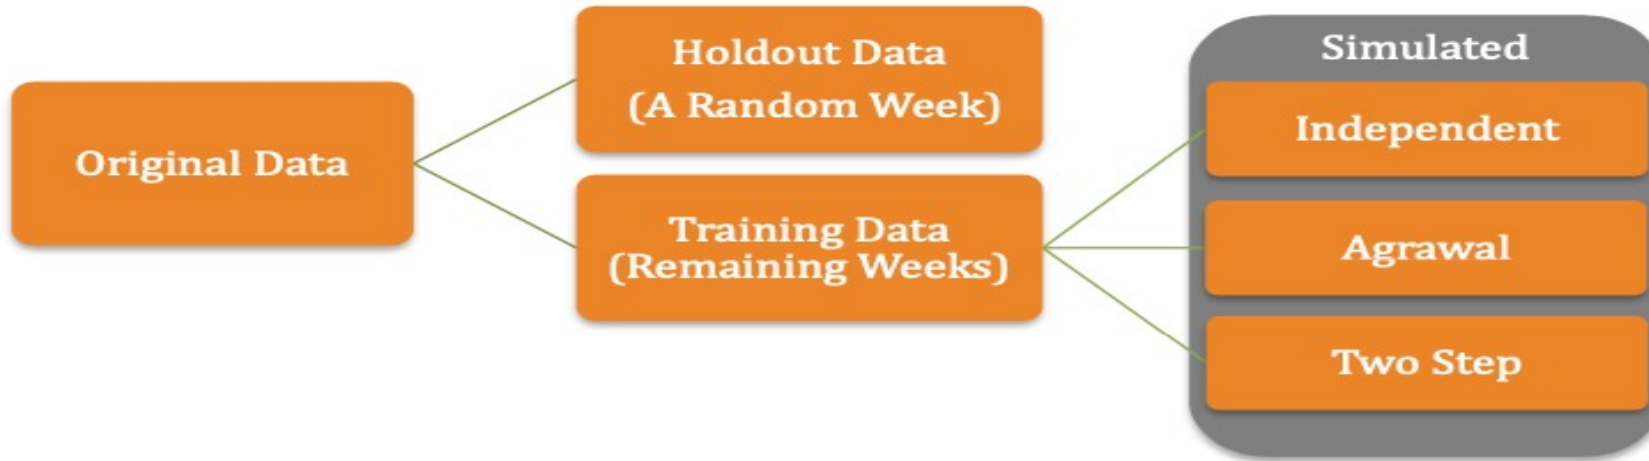 Original Data
Holdout Data
(A Random Week)
Training Data
(Remaining Weeks)
Simulated
Independent
Agrawal
Two Step